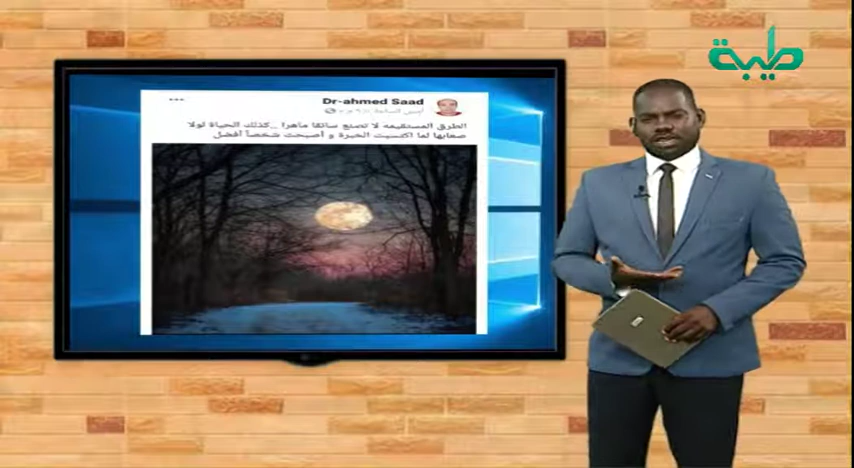 طيبة
Dr-ahmed Saad
الطرق المستقيمه لا تصنع سائقا ماهرا ..كذلك الحياة لولا
صعابها لما اكتسبت الخبرة و أصبحت شخصاً أفضل